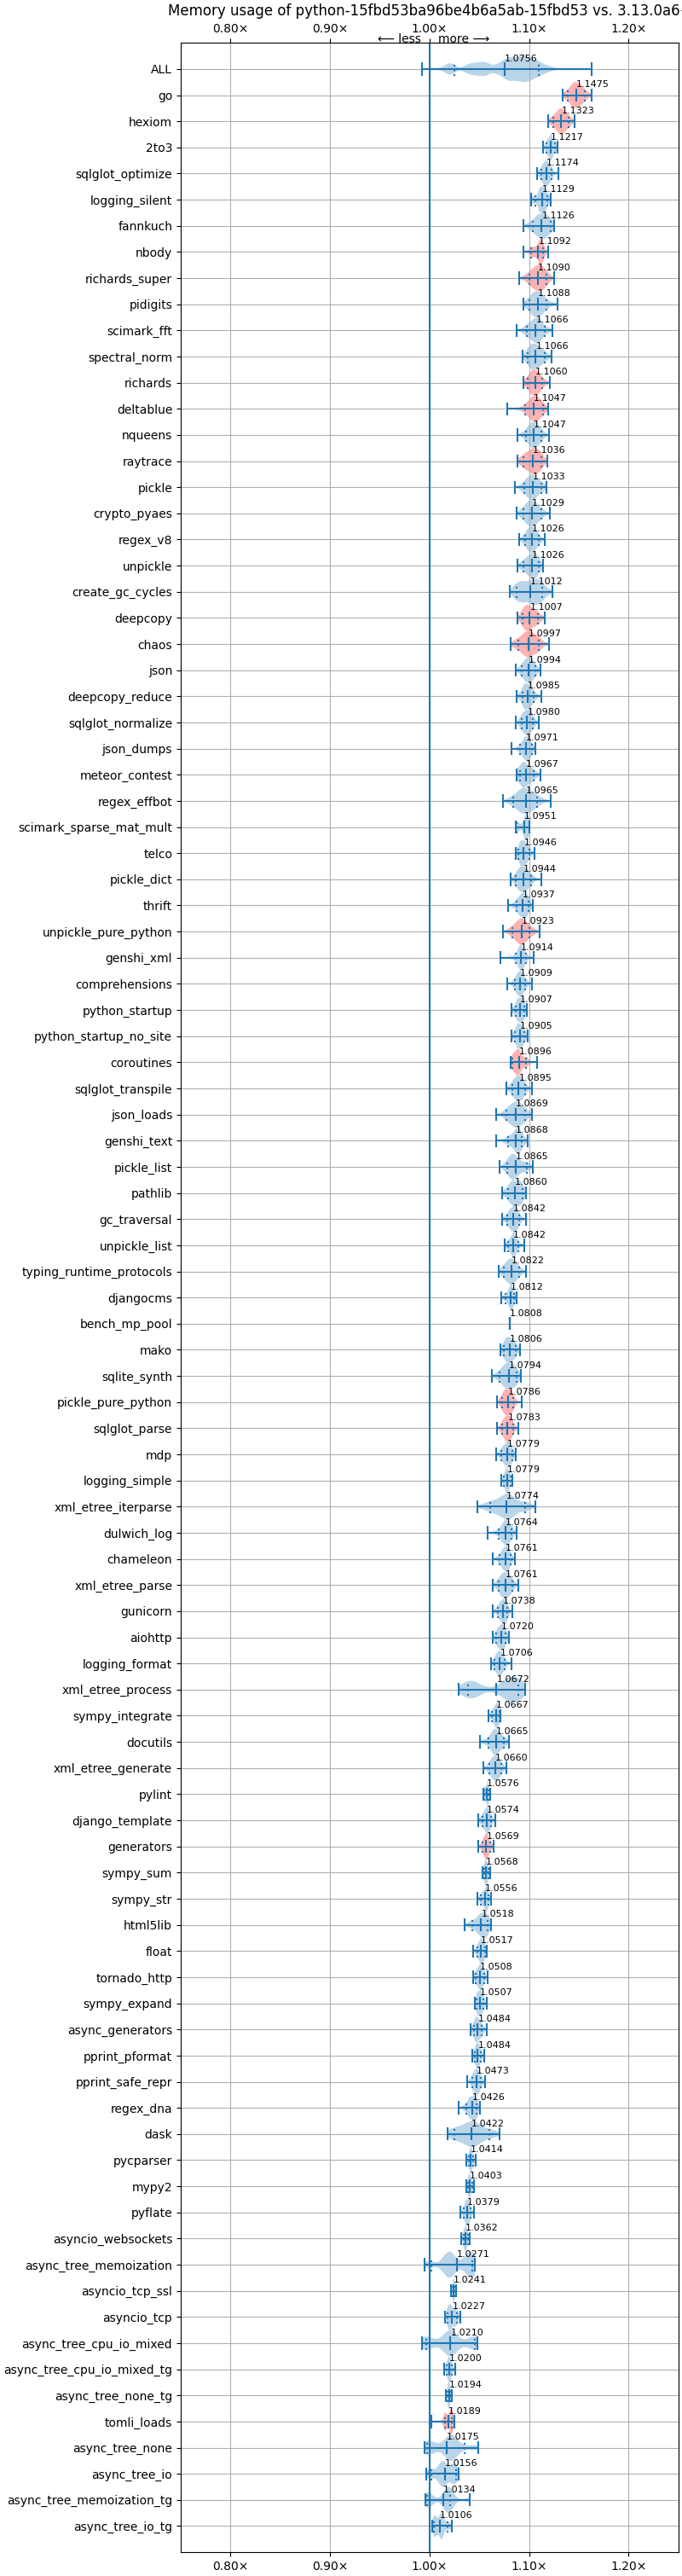 Memory usage of python-15fbd53ba96be4b6a5ab-15fbd53 vs. 3.13.0a6-
0.80× 0.90× 1.00× 1.10× 1.20×
← less more →
ALL 1.0756
go 1.1475
hexiom 1.1323
2to3 1.1217
sqlglot_optimize 1.1174
logging_silent 1.1129
fannkuch 1.1126
nbody 1.1092
richards_super 1.1090
pidigits 1.1088
scimark_fft 1.1066
spectral_norm 1.1066
richards 1.1060
deltablue 1.1047
nqueens 1.1047
raytrace 1.1036
pickle 1.1033
crypto_pyaes 1.1029
regex_v8 1.1026
unpickle 1.1026
create_gc_cycles 1.1012
deepcopy 1.1007
chaos 1.0997
json 1.0994
deepcopy_reduce 1.0985
sqlglot_normalize 1.0980
json_dumps 1.0971
meteor_contest 1.0967
regex_effbot 1.0965
scimark_sparse_mat_mult 1.0951
telco 1.0946
pickle_dict 1.0944
thrift 1.0937
unpickle_pure_python 1.0923
genshi_xml 1.0914
comprehensions 1.0909
python_startup 1.0907
python_startup_no_site 1.0905
coroutines 1.0896
sqlglot_transpile 1.0895
json_loads 1.0869
genshi_text 1.0868
pickle_list 1.0865
pathlib 1.0860
gc_traversal 1.0842
unpickle_list 1.0842
typing_runtime_protocols 1.0822
djangocms 1.0812
bench_mp_pool 1.0808
mako 1.0806
sqlite_synth 1.0794
pickle_pure_python 1.0786
sqlglot_parse 1.0783
mdp 1.0779
logging_simple 1.0779
xml_etree_iterparse 1.0774
dulwich_log 1.0764
chameleon 1.0761
xml_etree_parse 1.0761
gunicorn 1.0738
aiohttp 1.0720
logging_format 1.0706
xml_etree_process 1.0672
sympy_integrate 1.0667
docutils 1.0665
xml_etree_generate 1.0660
pylint 1.0576
django_template 1.0574
generators 1.0569
sympy_sum 1.0568
sympy_str 1.0556
html5lib 1.0518
float 1.0517
tornado_http 1.0508
sympy_expand 1.0507
async_generators 1.0484
pprint_pformat 1.0484
pprint_safe_repr 1.0473
regex_dna 1.0426
dask 1.0422
pycparser 1.0414
mypy2 1.0403
pyflate 1.0379
asyncio_websockets 1.0362
async_tree_memoization 1.0271
asyncio_tcp_ssl 1.0241
asyncio_tcp 1.0227
async_tree_cpu_io_mixed 1.0210
async_tree_cpu_io_mixed_tg 1.0200
async_tree_none_tg 1.0194
tomli_loads 1.0189
async_tree_none 1.0175
async_tree_io 1.0156
async_tree_memoization_tg 1.0134
async_tree_io_tg 1.0106
0.80× 0.90× 1.00× 1.10× 1.20×